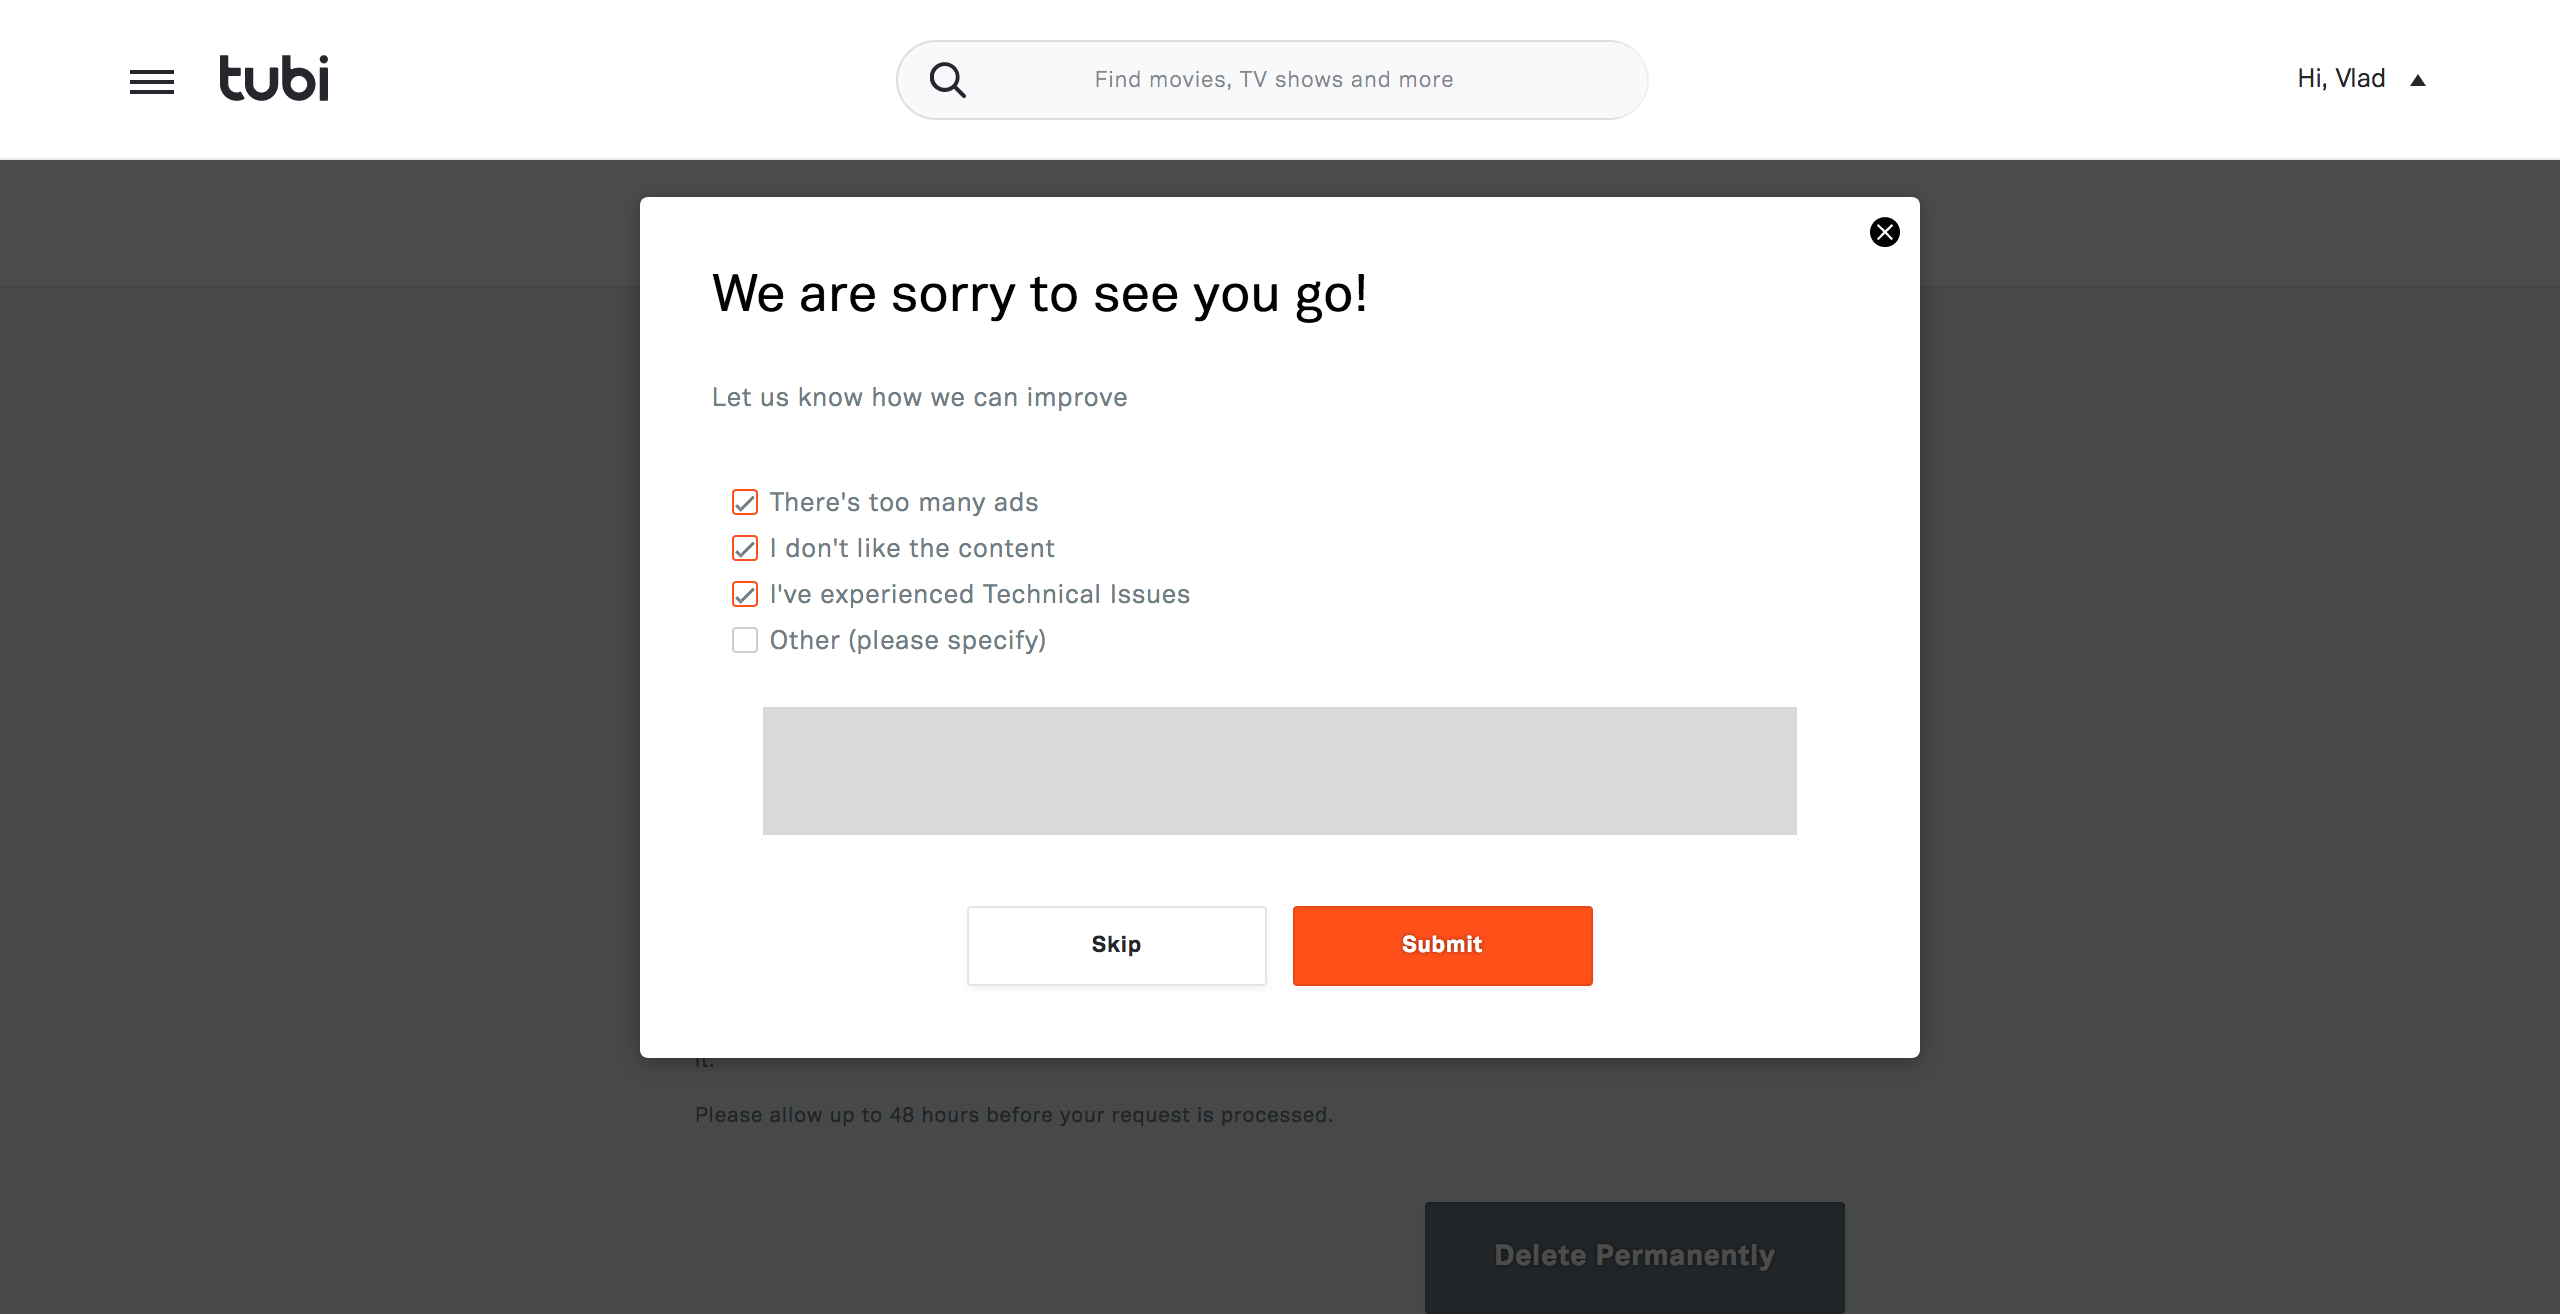 tubi
Find movies, TV shows and more
Hi, Vlad
We are sorry to see you go!
Let us know how we can improve
There's too many ads
I don't like the content
I've experienced Technical Issues
Other (please specify)
Skip
Submit
it.
Please allow up to 48 hours before your request is processed.
Delete Permanently